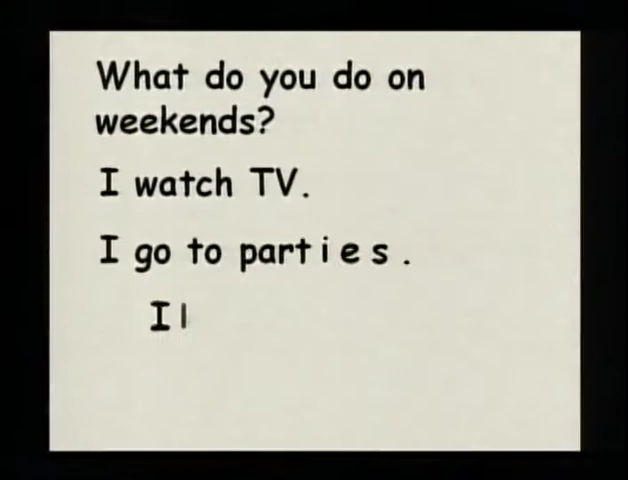 What do you do on
weekends?
I watch TV.
I go to parties.
I